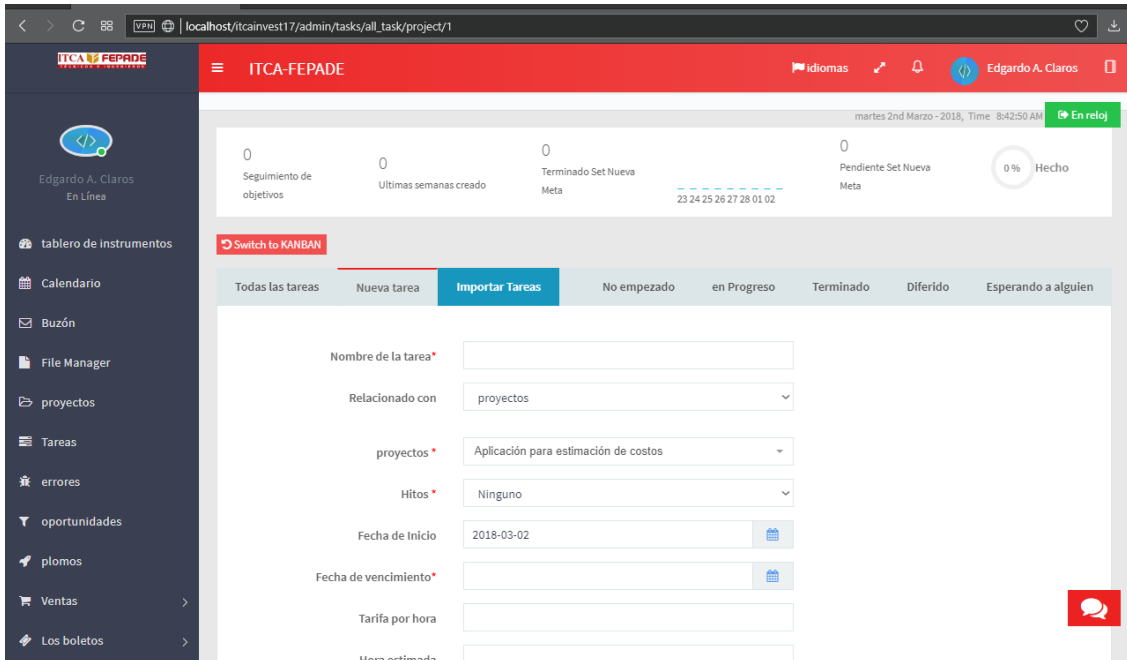 VPN localhost/itcainvest17/admin/tasks/all_task/project/1
ITCA FEPADE
TÉCNICOS E INGENIEROS
ITCA-FEPADE
idiomas
Edgardo A. Claros
martes 2nd Marzo - 2018, Time 8:42:50 AM
En reloj
Edgardo A. Claros
En Línea
0
Seguimiento de
objetivos
0
Ultimas semanas creado
0
Terminado Set Nueva
Meta
23 24 25 26 27 28 01 02
0
Pendiente Set Nueva
Meta
0 %
Hecho
Switch to KANBAN
Todas las tareas
Nueva tarea
Importar Tareas
No empezado
en Progreso
Terminado
Diferido
Esperando a alguien
tablero de instrumentos
Calendario
Buzón
File Manager
proyectos
Tareas
errores
oportunidades
plomos
Ventas
Los boletos
Nombre de la tarea*
Relacionado con
proyectos
proyectos *
Aplicación para estimación de costos
Hitos *
Ninguno
Fecha de Inicio
2018-03-02
Fecha de vencimiento*
Tarifa por hora
Hora estimada